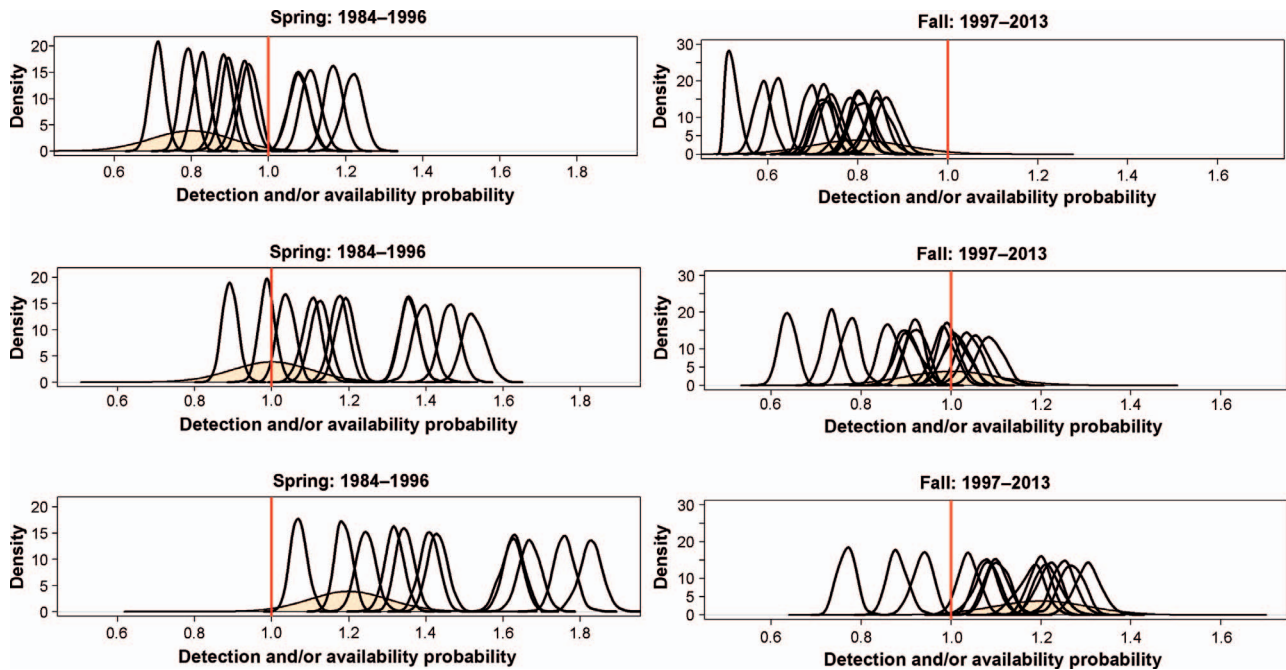 Spring: 1984–1996
Density
20
15
10
5
0
0.6 0.8 1.0 1.2 1.4 1.6 1.8
Detection and/or availability probability
Fall: 1997–2013
Density
30
20
10
5
0
0.6 0.8 1.0 1.2 1.4 1.6
Detection and/or availability probability
Spring: 1984–1996
Density
20
15
10
5
0
0.6 0.8 1.0 1.2 1.4 1.6 1.8
Detection and/or availability probability
Fall: 1997–2013
Density
30
20
10
5
0
0.6 0.8 1.0 1.2 1.4 1.6
Detection and/or availability probability
Spring: 1984–1996
Density
20
15
10
5
0
0.6 0.8 1.0 1.2 1.4 1.6 1.8
Detection and/or availability probability
Fall: 1997–2013
Density
30
20
10
5
0
0.6 0.8 1.0 1.2 1.4 1.6
Detection and/or availability probability